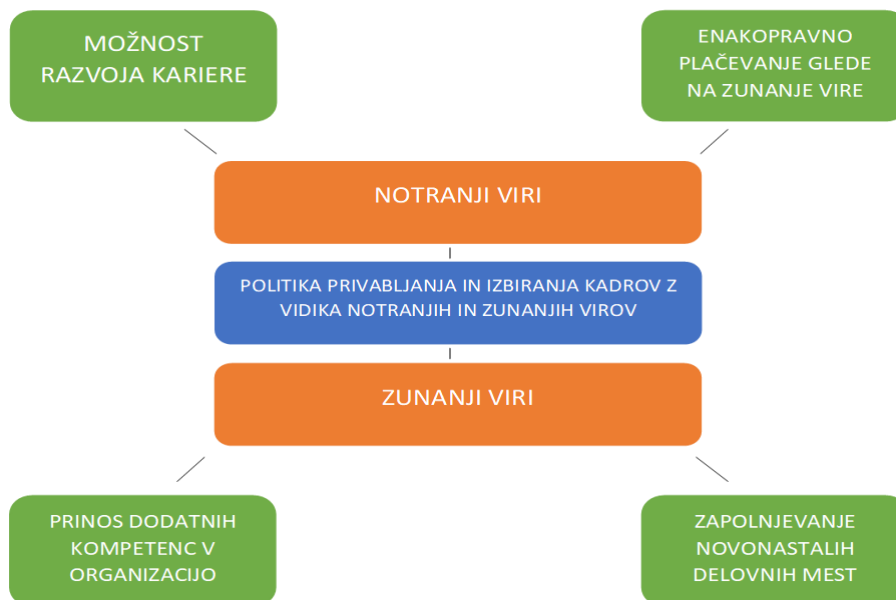 MOŽNOST
RAZVOJA KARIERE
ENAKOPRAVNO
PLAČEVANJE GLEDE
NA ZUNANJE VIRE
NOTRANJI VIRI
POLITIKA PRIVABLJANJA IN IZBIRANJA KADROV Z
VIDIKA NOTRANJIH IN ZUNANJIH VIROV
ZUNANJI VIRI
PRINOS DODATNIH
KOMPETENC V
ORGANIZACIJO
ZAPOLNJEVANJE
NOVONASTALIH
DELOVNIH MEST